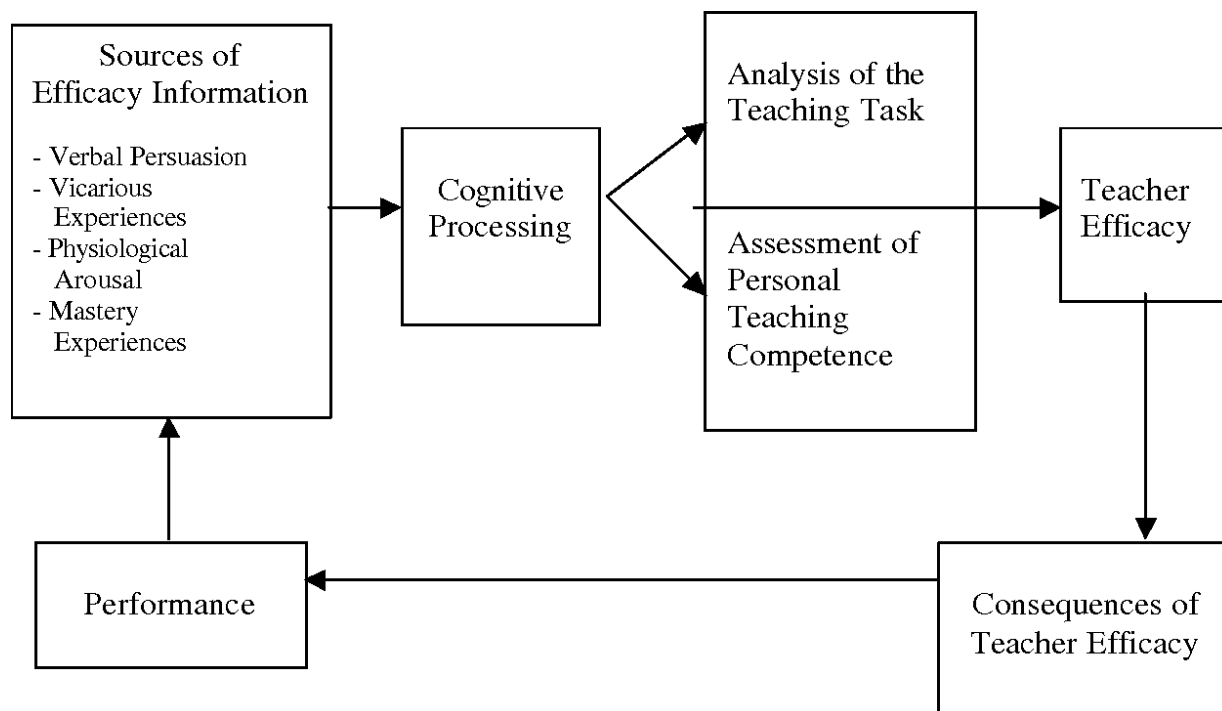 Sources of
Efficacy Information
- Verbal Persuasion
- Vicarious
Experiences
- Physiological
Arousal
- Mastery
Experiences
Cognitive
Processing
Analysis of the
Teaching Task
Assessment of
Personal
Teaching
Competence
Teacher
Efficacy
Consequences of
Teacher Efficacy
Performance